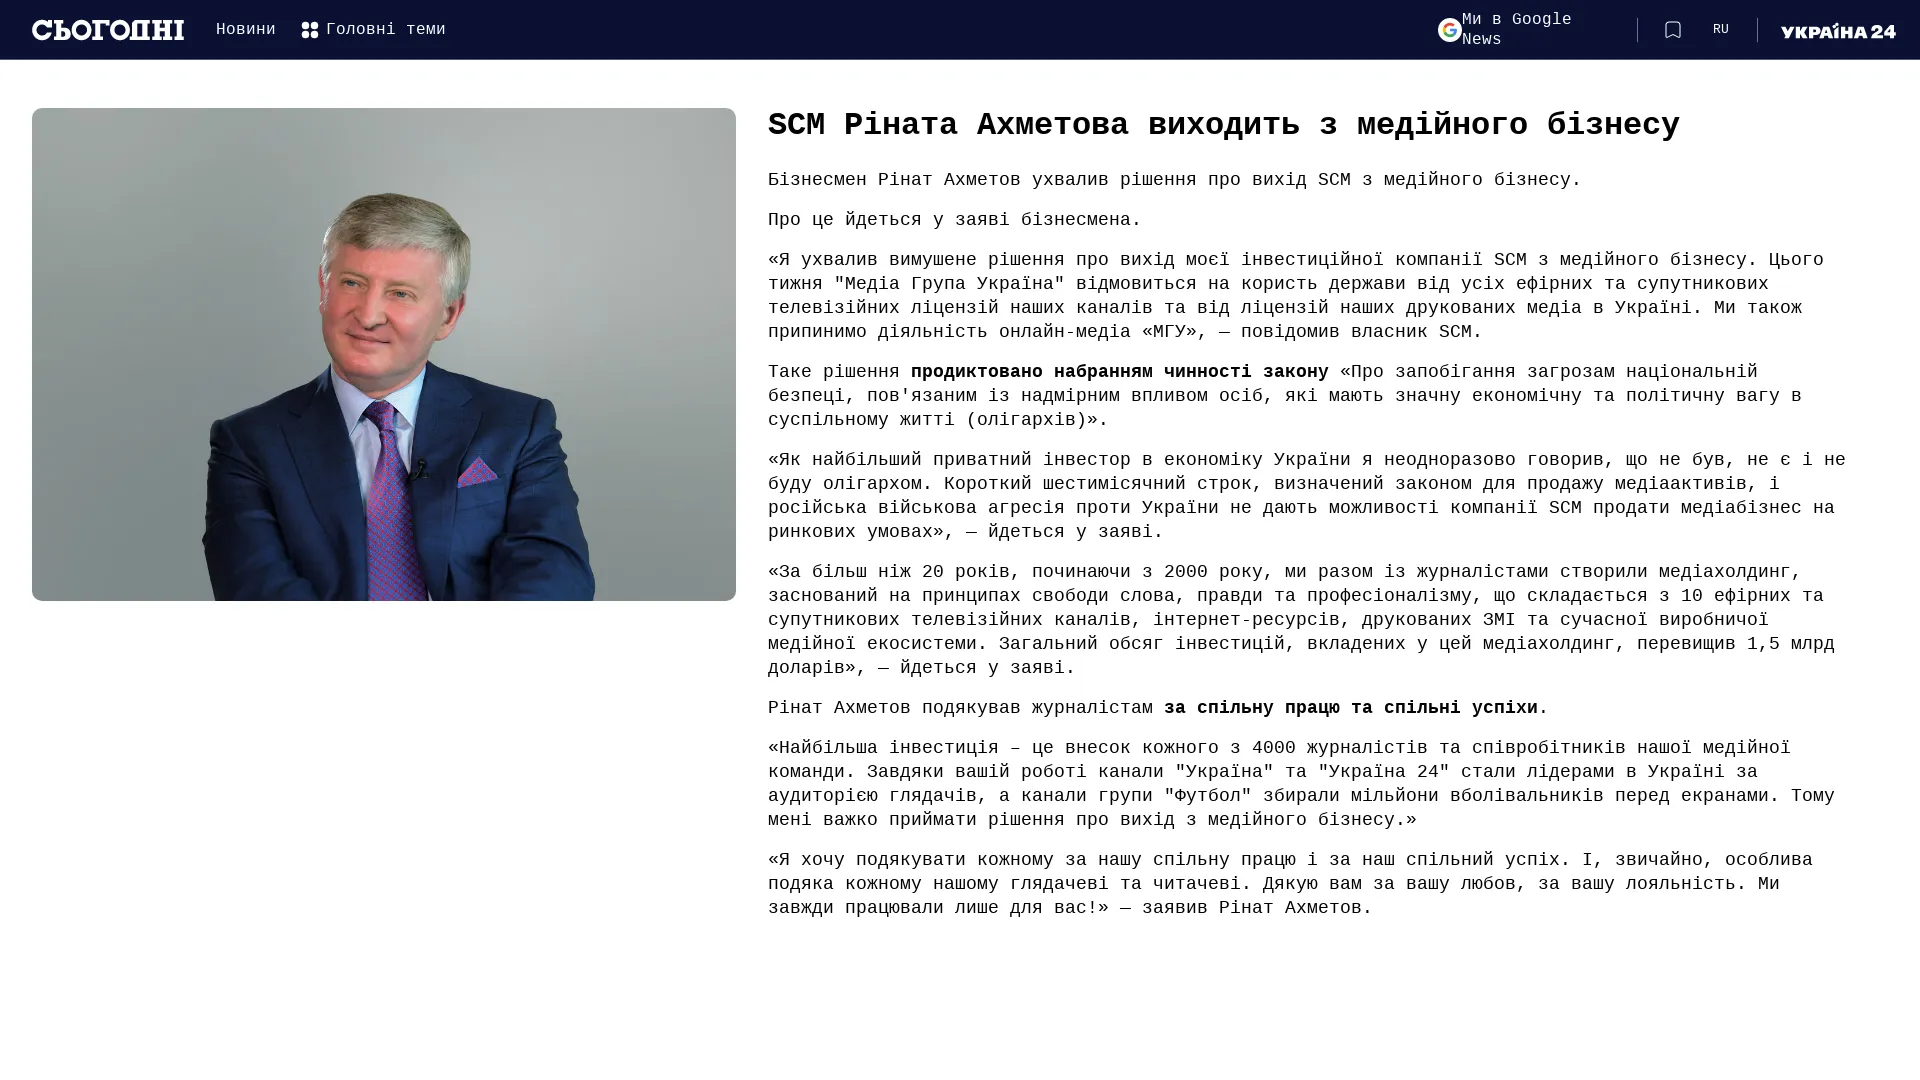 СЬОГОДНІ
Новини
Головні теми
Ми в Google
News
RU
УКРАЇНА 24
SCM Ріната Ахметова виходить з медійного бізнесу
Бізнесмен Рінат Ахметов ухвалив рішення про вихід SCM з медійного бізнесу.
Про це йдеться у заяві бізнесмена.
«Я ухвалив вимушене рішення про вихід моєї інвестиційної компанії SCM з медійного бізнесу. Цього
тижня "Медіа Група Україна" відмовиться на користь держави від усіх ефірних та супутникових
телевізійних ліцензій наших каналів та від ліцензій наших друкованих медіа в Україні. Ми також
припинимо діяльність онлайн-медіа «МГУ», — повідомив власник SCM.
Таке рішення продиктовано набранням чинності закону «Про запобігання загрозам національній
безпеці, пов'язаним із надмірним впливом осіб, які мають значну економічну та політичну вагу в
суспільному житті (олігархів)».
«Як найбільший приватний інвестор в економіку України я неодноразово говорив, що не був, не є і не
буду олігархом. Короткий шестимісячний строк, визначений законом для продажу медіаактивів, і
російська військова агресія проти України не дають можливості компанії SCM продати медіабізнес на
ринкових умовах», — йдеться у заяві.
«За більш ніж 20 років, починаючи з 2000 року, ми разом із журналістами створили медіахолдинг,
заснований на принципах свободи слова, правди та професіоналізму, що складається з 10 ефірних та
супутникових телевізійних каналів, інтернет-ресурсів, друкованих ЗМІ та сучасної виробничої
медійної екосистеми. Загальний обсяг інвестицій, вкладених у цей медіахолдинг, перевищив 1,5 млрд
доларів», — йдеться у заяві.
Рінат Ахметов подякував журналістам за спільну працю та спільні успіхи.
«Найбільша інвестиція – це внесок кожного з 4000 журналістів та співробітників нашої медійної
команди. Завдяки вашій роботі канали "Україна" та "Україна 24" стали лідерами в Україні за
аудиторією глядачів, а канали групи "Футбол" збирали мільйони вболівальників перед екранами. Тому
мені важко приймати рішення про вихід з медійного бізнесу.»
«Я хочу подякувати кожному за нашу спільну працю і за наш спільний успіх. І, звичайно, особлива
подяка кожному нашому глядачеві та читачеві. Дякую вам за вашу любов, за вашу лояльність. Ми
завжди працювали лише для вас!» — заявив Рінат Ахметов.